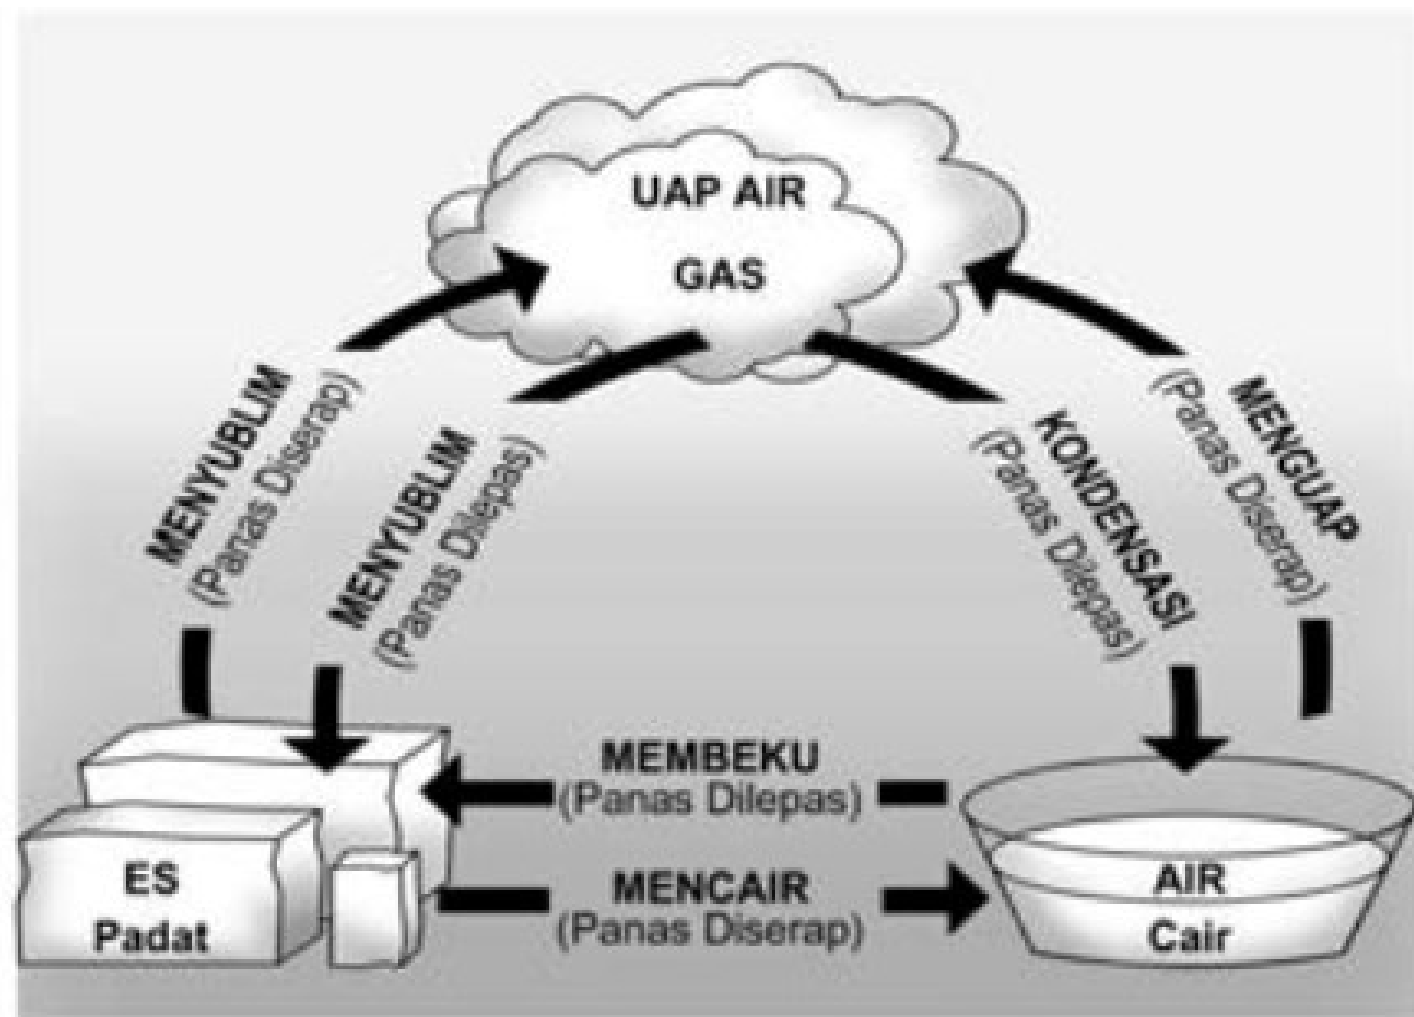 UAP AIR
GAS
MENYUBLIM
(Panas Diserap)
MENYUBLIM
(Panas Dilepas)
KONDENSASI
(Panas Dilepas)
MENGUAP
(Panas Diserap)
MEMBEKU
(Panas Dilepas)
MENCAIR
(Panas Diserap)
ES
Padat
AIR
Cair